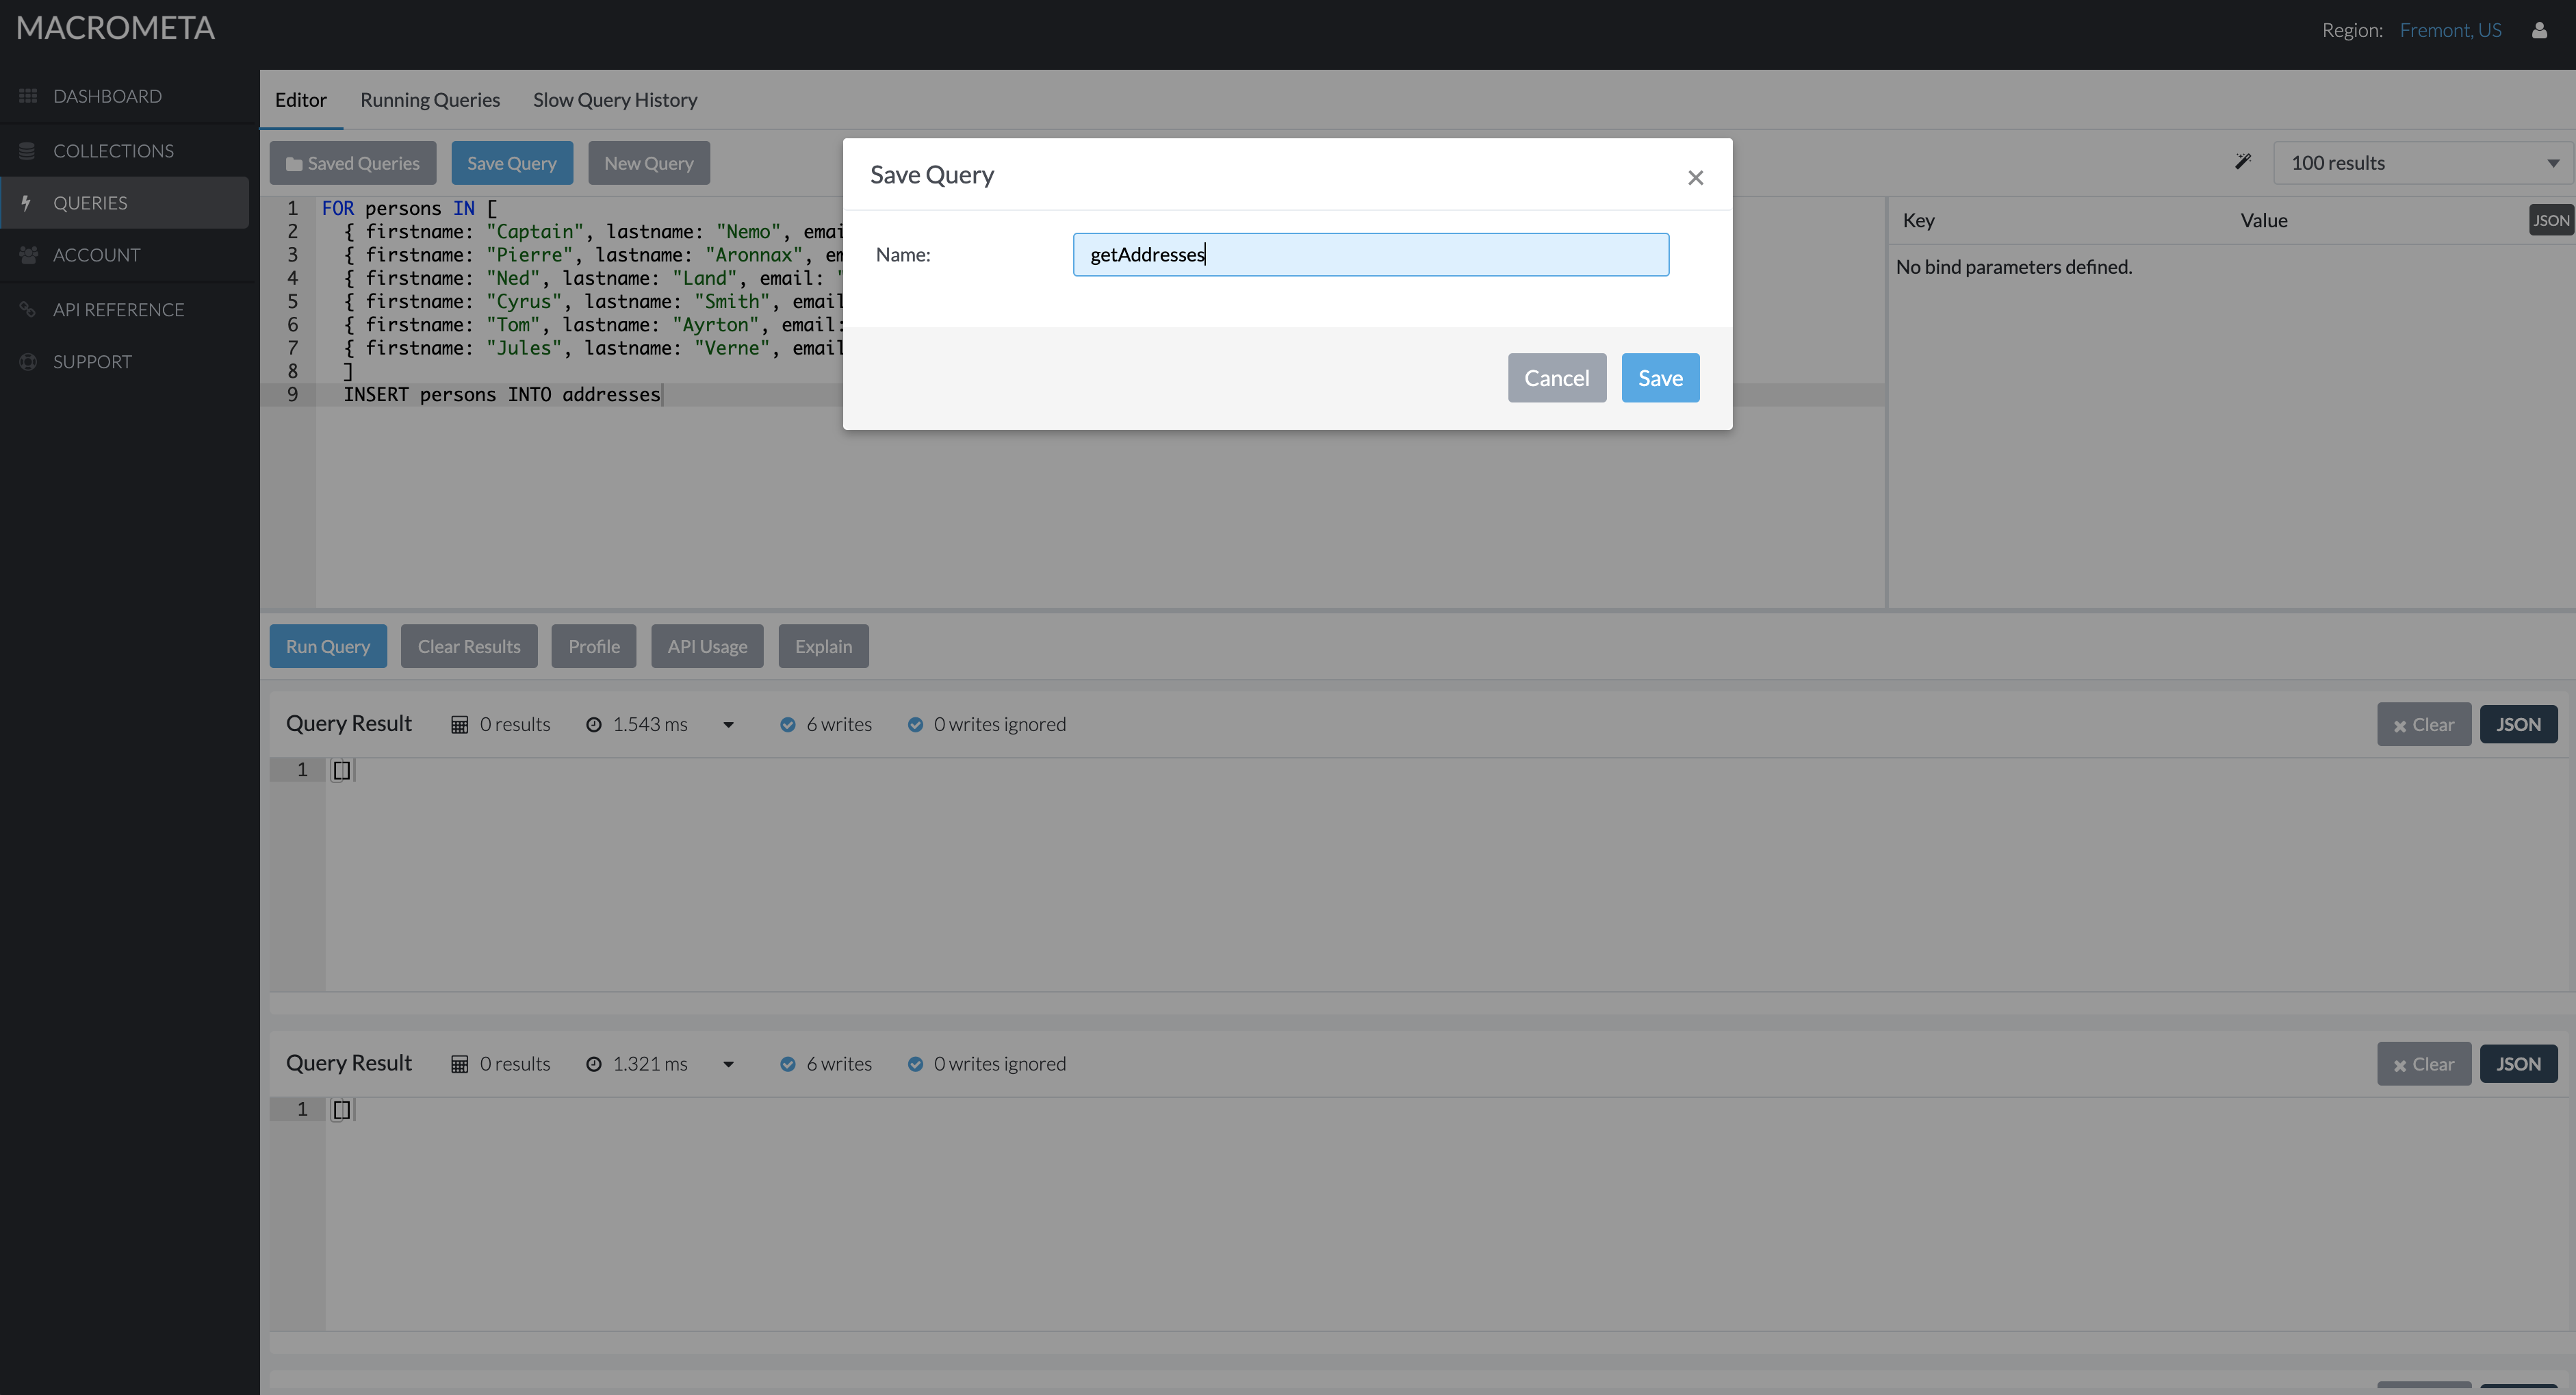 MACROMETA
Region: Fremont, US
DASHBOARD
COLLECTIONS
QUERIES
ACCOUNT
API REFERENCE
SUPPORT
Editor Running Queries Slow Query History
Saved Queries Save Query New Query
100 results
1 FOR persons IN [
2 { firstname: "Captain", lastname: "Nemo", emai
3 { firstname: "Pierre", lastname: "Aronnax", em
4 { firstname: "Ned", lastname: "Land", email: "
5 { firstname: "Cyrus", lastname: "Smith", email
6 { firstname: "Tom", lastname: "Ayrton", email:
7 { firstname: "Jules", lastname: "Verne", email
8 ]
9 INSERT persons INTO addresses
Save Query ×
Name: getAddresses
Cancel Save
Key Value JSON
No bind parameters defined.
Run Query Clear Results Profile API Usage Explain
Query Result 0 results 1.543 ms 6 writes 0 writes ignored Clear JSON
1 []
Query Result 0 results 1.321 ms 6 writes 0 writes ignored Clear JSON
1 []